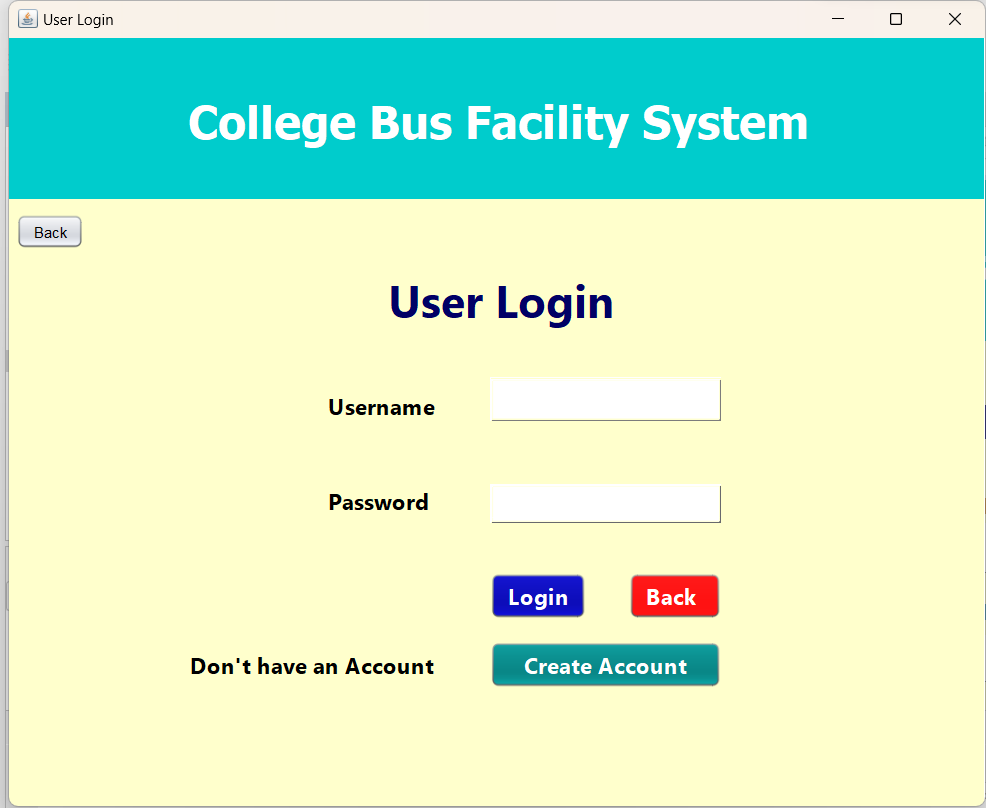 User Login
College Bus Facility System
Back
User Login
Username
Password
Login Back
Don't have an Account Create Account